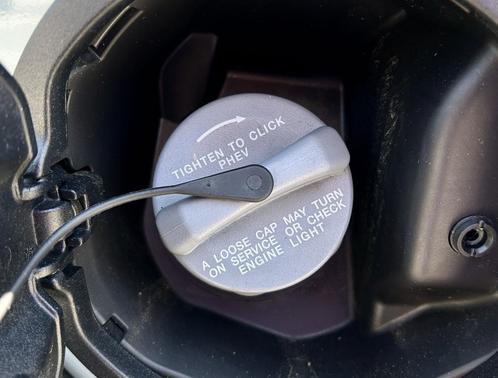 TIGHTEN TO CLICK
PHEV
A LOOSE CAP MAY TURN
ON SERVICE OR CHECK
ENGINE LIGHT